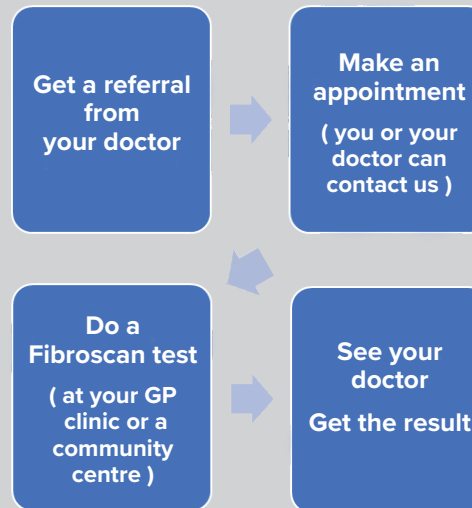 Get a referral
from
your doctor
Make an
appointment
( you or your
doctor can
contact us )
Do a
Fibroscan test
( at your GP
clinic or a
community
centre )
See your
doctor
Get the result